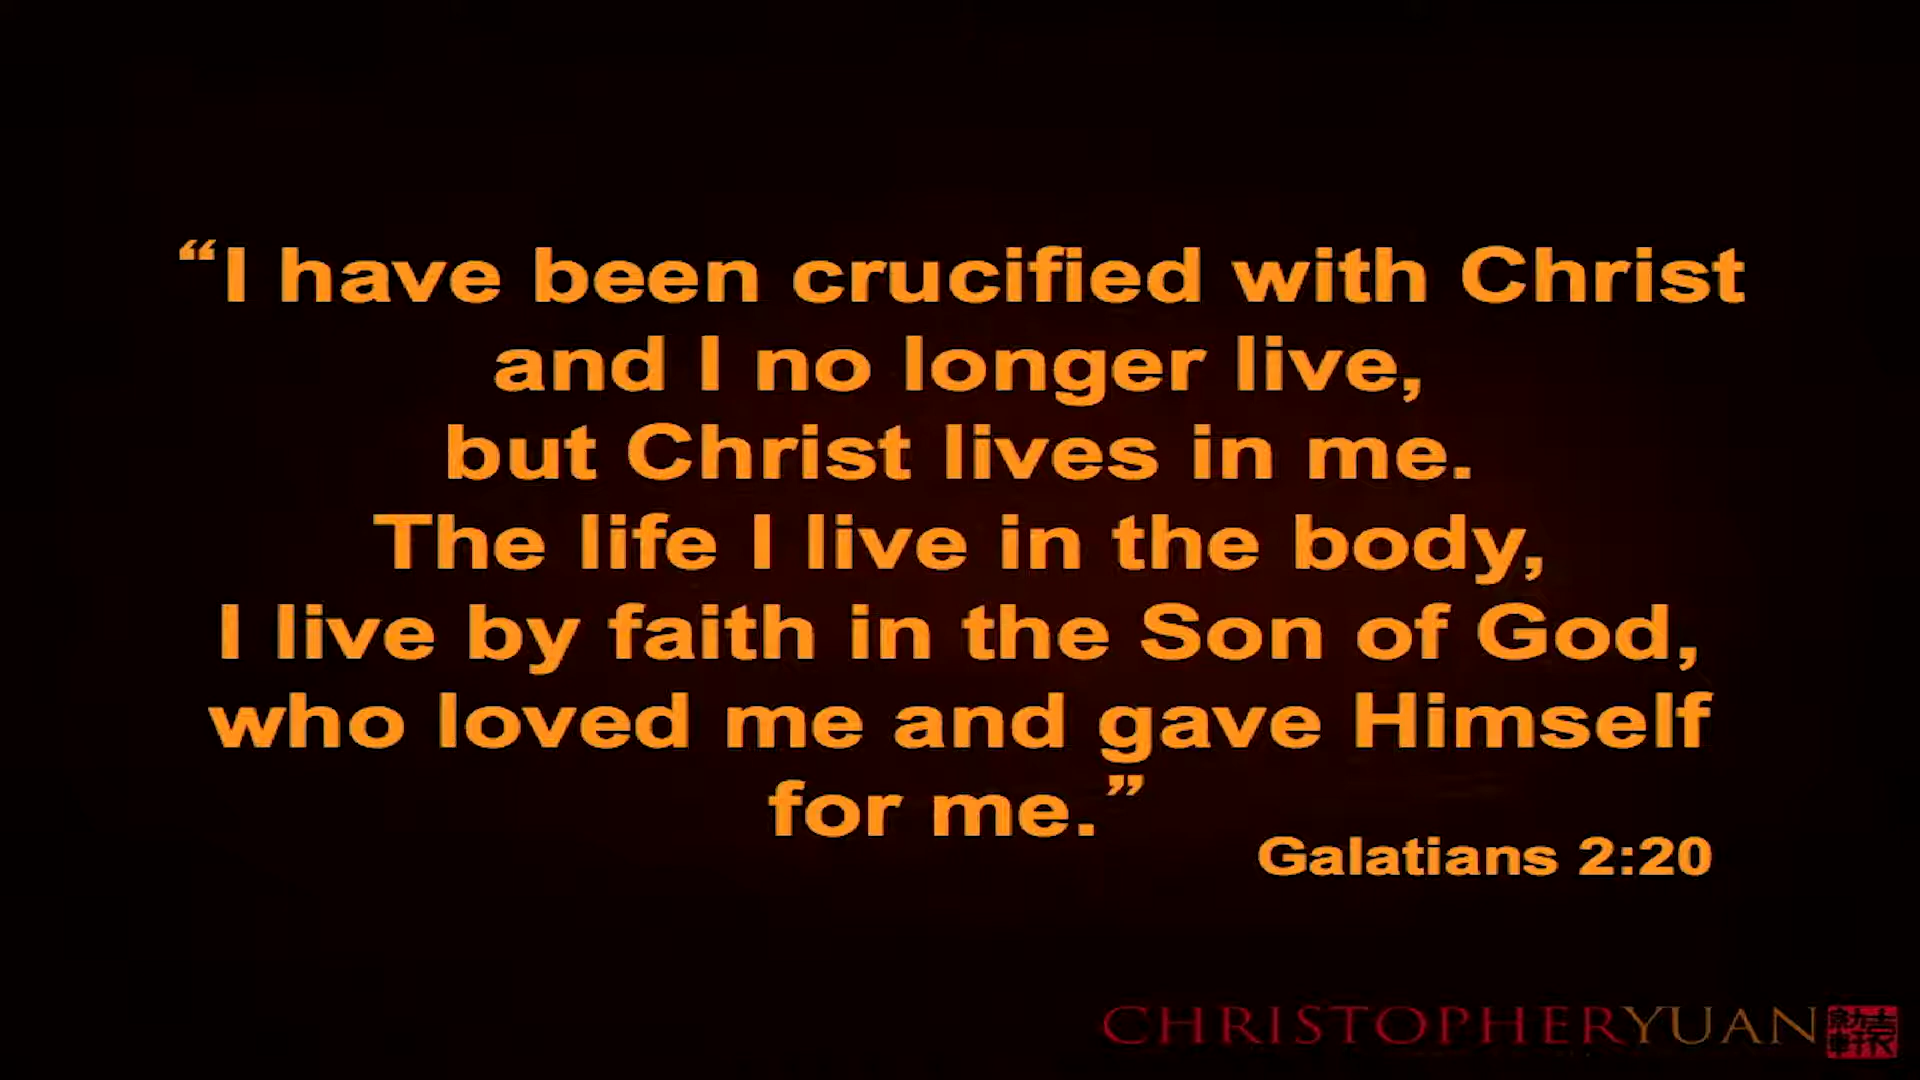 “I have been crucified with Christ
and I no longer live,
but Christ lives in me.
The life I live in the body,
I live by faith in the Son of God,
who loved me and gave Himself
for me.”
Galatians 2:20
CHRISTOPHERYUAN